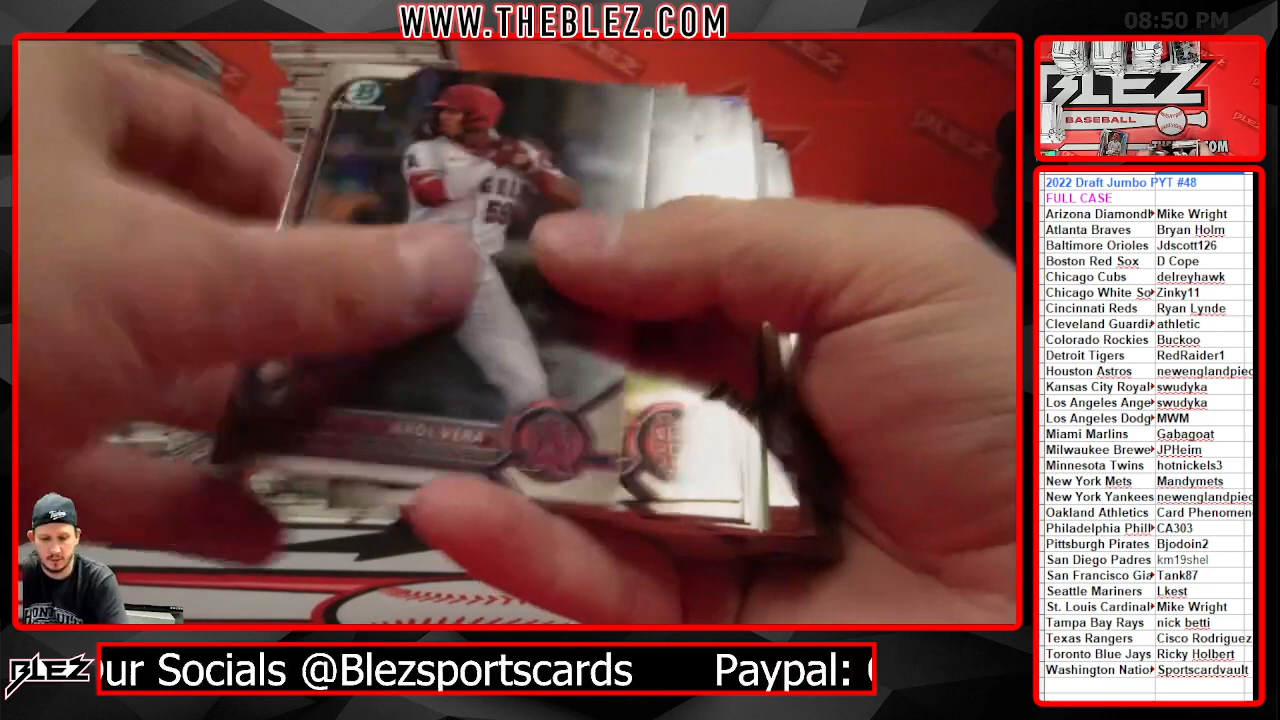 WWW.THEBLEZ.COM
08:50 PM
BLEZ
BASEBALL
AROL VERA
2022 Draft Jumbo PYT #48
FULL CASE
Arizona Diamondb Mike Wright
Atlanta Braves Bryan Holm
Baltimore Orioles Jdscott126
Boston Red Sox D Cope
Chicago Cubs delreyhawk
Chicago White So Zinky11
Cincinnati Reds Ryan Lynde
Cleveland Guardi athletic
Colorado Rockies Buckoo
Detroit Tigers RedRaider1
Houston Astros newenglandpiec
Kansas City Royal swudyka
Los Angeles Ange swudyka
Los Angeles Dodg MWM
Miami Marlins Gabagoat
Milwaukee Brewe JPHeim
Minnesota Twins hotnickels3
New York Mets Mandymets
New York Yankees newenglandpiec
Oakland Athletics Card Phenomen
Philadelphia Phill CA303
Pittsburgh Pirates Bjodoin2
San Diego Padres km19shel
San Francisco Gia Tank87
Seattle Mariners Lkest
St. Louis Cardinal Mike Wright
Tampa Bay Rays nick betti
Texas Rangers Cisco Rodriguez
Toronto Blue Jays Ricky Holbert
Washington Natio Sportscardvault
BLEZ
ur Socials @Blezsportscards Paypal: